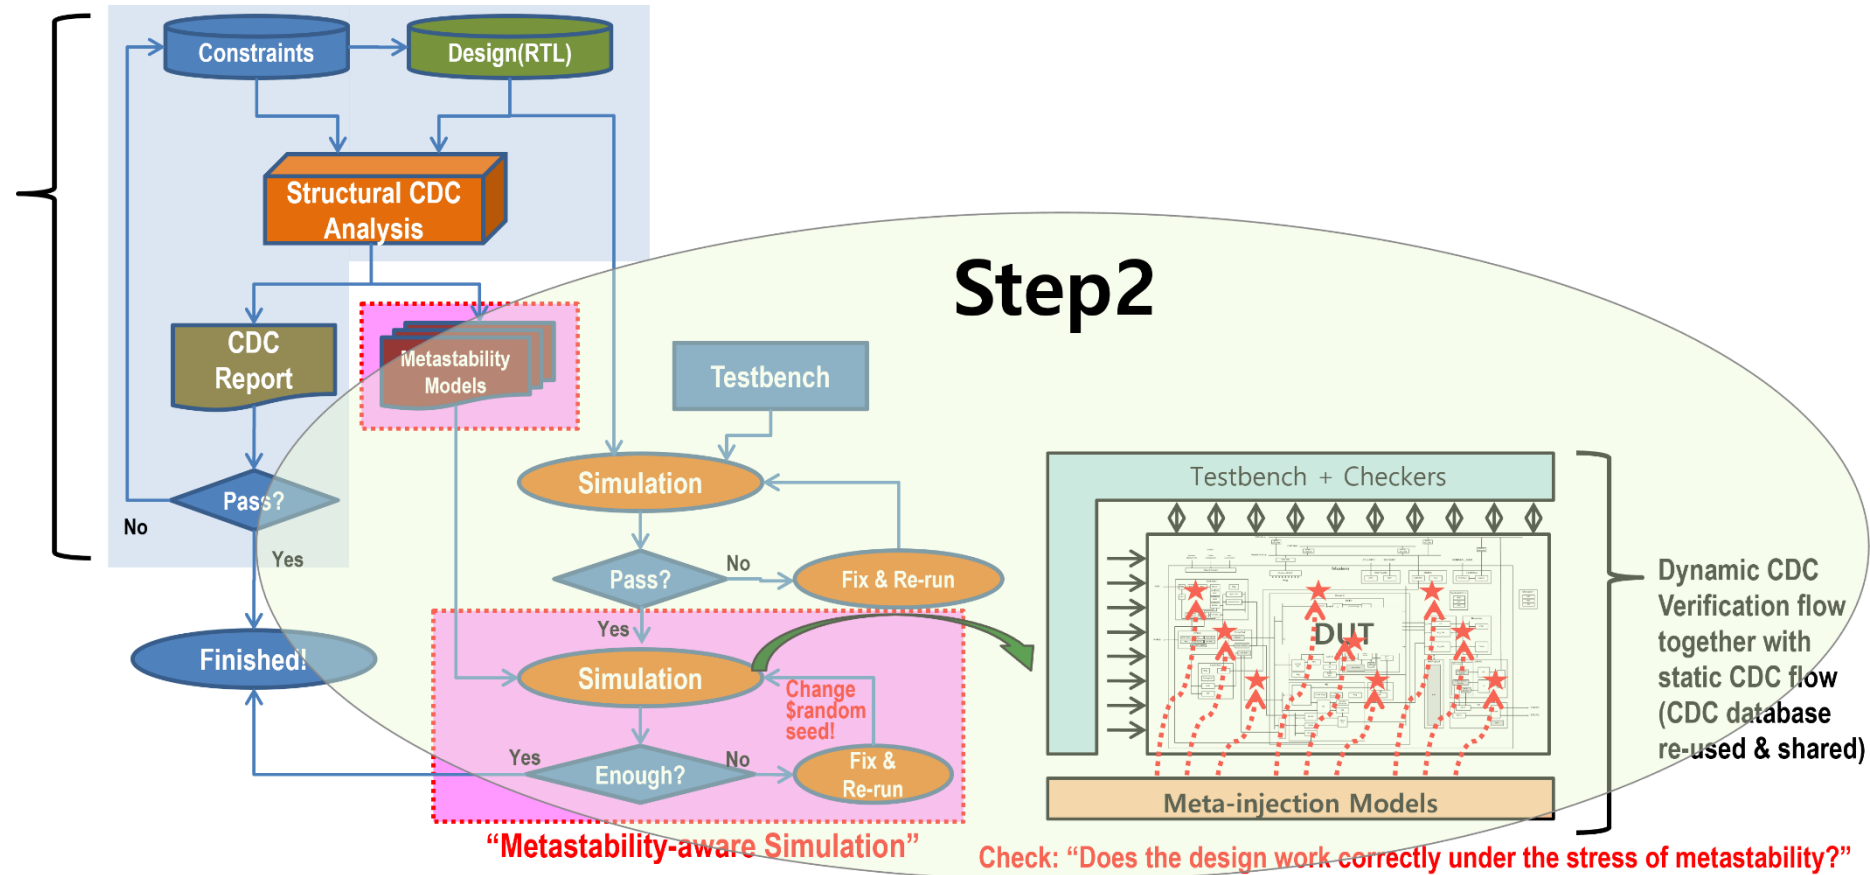 Constraints
Design(RTL)
Structural CDC
Analysis
Step2
CDC
Report
Metastability
Models
Testbench
Pass?
No
Yes
Simulation
Testbench + Checkers
Pass?
No
Fix & Re-run
Yes
DUT
Dynamic CDC
Verification flow
together with
static CDC flow
(CDC database
re-used & shared)
Finished!
Simulation
Change
$random
seed!
Yes
Enough?
No
Fix &
Re-run
Meta-injection Models
“Metastability-aware Simulation”
Check: “Does the design work correctly under the stress of metastability?”